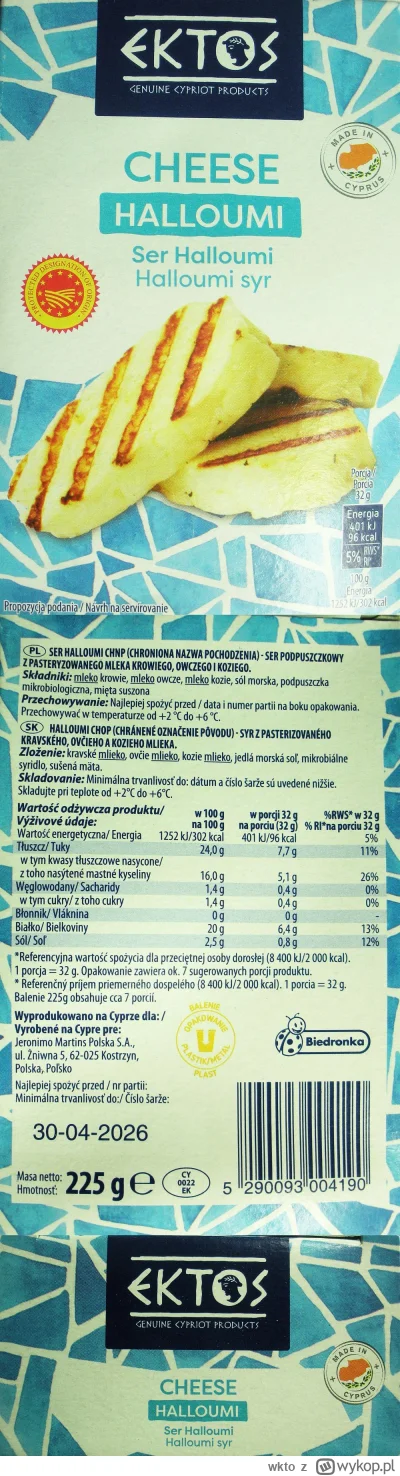 EKTOS
GENUINE CYPRIOT PRODUCTS
MADE IN CYPRUS
CHEESE
HALLOUMI
Ser Halloumi
Halloumi syr
PROTECTED DESIGNATION OF ORIGIN
Porcja/
Porcia
32 g
Energia
401 kJ
96 kcal
5% RWS*
RI*
100 g
Energia
1252 kJ/302 kcal
Propozycja podania / Návrh na servírovanie
PL SER HALLOUMI CHNP (CHRONIONA NAZWA POCHODZENIA) - SER PODPUSZCZKOWY
Z PASTERYZOWANEGO MLEKA KROWIEGO, OWCZEGO I KOZIEGO.
Składniki: mleko krowie, mleko owcze, mleko kozie, sól morska, podpuszczka
mikrobiologiczna, mięta suszona
Przechowywanie: Najlepiej spożyć przed / data i numer partii na boku opakowania.
Przechowywać w temperaturze od +2 °C do +6 °C.
SK HALLOUMI CHOP (CHRÁNENÉ OZNAČENIE PÔVODU) - SYR Z PASTERIZOVANÉHO
KRAVSKÉHO, OVČIEHO A KOZIEHO MLIEKA.
Zloženie: kravské mlieko, ovčie mlieko, kozie mlieko, jedlá morská soľ, mikrobiálne
syridlo, sušená mäta.
Skladovanie: Minimálna trvanlivosť do: dátum a číslo šarže sú uvedené nižšie.
Skladujte pri teplote od +2°C do +6°C.
Wartość odżywcza produktu/ w 100 g w porcji 32 g %RWS* w 32 g
Výživové údaje: na 100 g na porciu (32 g) % RI*na porciu 32 g
Wartość energetyczna/ Energia 1252 kJ/302 kcal 401 kJ/96 kcal 5%
Tłuszcz/ Tuky 24,0 g 7,7 g 11%
w tym kwasy tłuszczowe nasycone/
z toho nasýtené mastné kyseliny 16,0 g 5,1 g 26%
Węglowodany/ Sacharidy 1,4 g 0,4 g 0%
w tym cukry/ z toho cukry 1,4 g 0,4 g 0%
Błonnik/ Vláknina 0 g 0 g -
Białko/ Bielkoviny 20 g 6,4 g 13%
Sól/ Soľ 2,5 g 0,8 g 12%
*Referencyjna wartość spożycia dla przeciętnej osoby dorosłej (8 400 kJ/2 000 kcal).
1 porcja = 32 g. Opakowanie zawiera ok. 7 sugerowanych porcji produktu.
* Referenčný príjem priemerného dospelého (8 400 kJ/2 000 kcal). 1 porcia = 32 g.
Balenie 225g obsahuje cca 7 porcií.
Wyprodukowano na Cyprze dla: /
Vyrobené na Cypre pre:
Jeronimo Martins Polska S.A.,
ul. Żniwna 5, 62-025 Kostrzyn,
Polska, Poľsko
BALENIE
OPAKOWANIE
PLASTIK/METAL
PLAST
Biedronka
Najlepiej spożyć przed / nr partii:
Minimálna trvanlivosť do:/ Číslo šarže:
30-04-2026
Masa netto:
Hmotnosť: 225 g e
CY
0022
EK
5 290093 004190
EKTOS
GENUINE CYPRIOT PRODUCTS
MADE IN CYPRUS
CHEESE
HALLOUMI
Ser Halloumi
Halloumi syr
wkto z wykop.pl